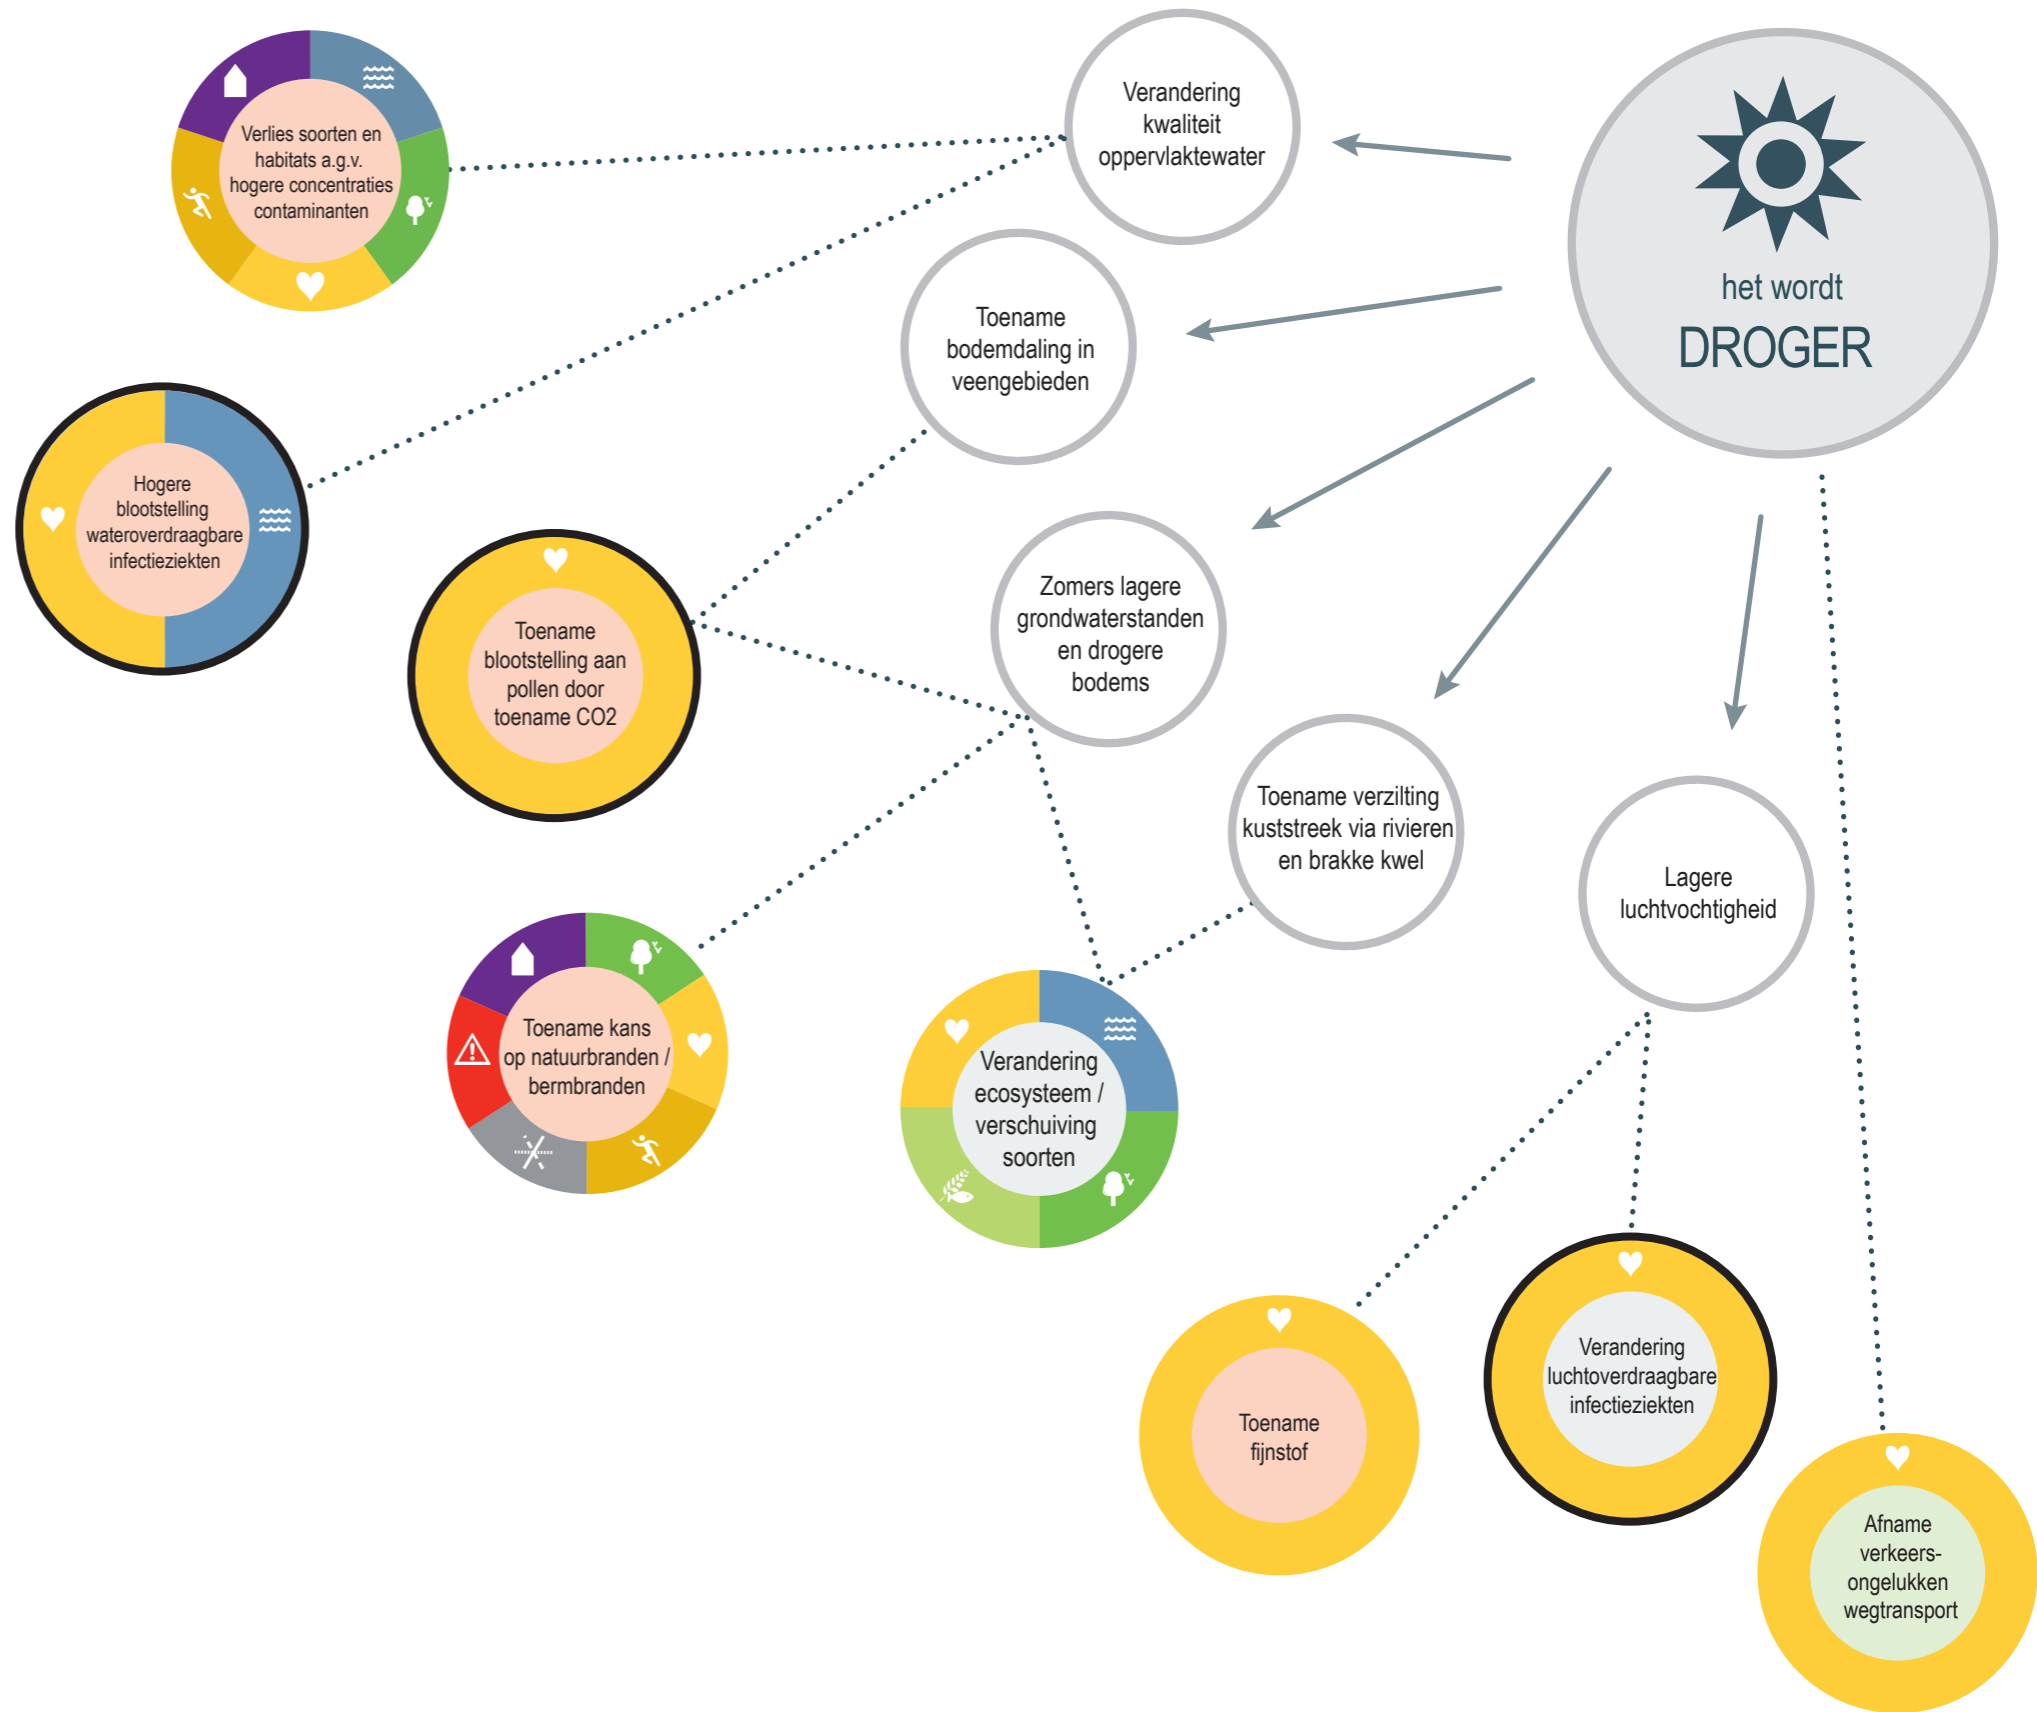 het wordt
DROGER
Verandering
kwaliteit
oppervlaktewater
Toename
bodemdaling in
veengebieden
Zomers lagere
grondwaterstanden
en drogere
bodems
Toename verzilting
kuststreek via rivieren
en brakke kwel
Lagere
luchtvochtigheid
Verlies soorten en
habitats a.g.v.
hogere concentraties
contaminanten
Hogere
blootstelling
wateroverdraagbare
infectieziekten
Toename
blootstelling aan
pollen door
toename CO2
Toename kans
op natuurbranden /
bermbranden
Verandering
ecosysteem /
verschuiving
soorten
Toename
fijnstof
Verandering
luchtoverdraagbare
infectieziekten
Afname
verkeers-
ongelukken
wegtransport